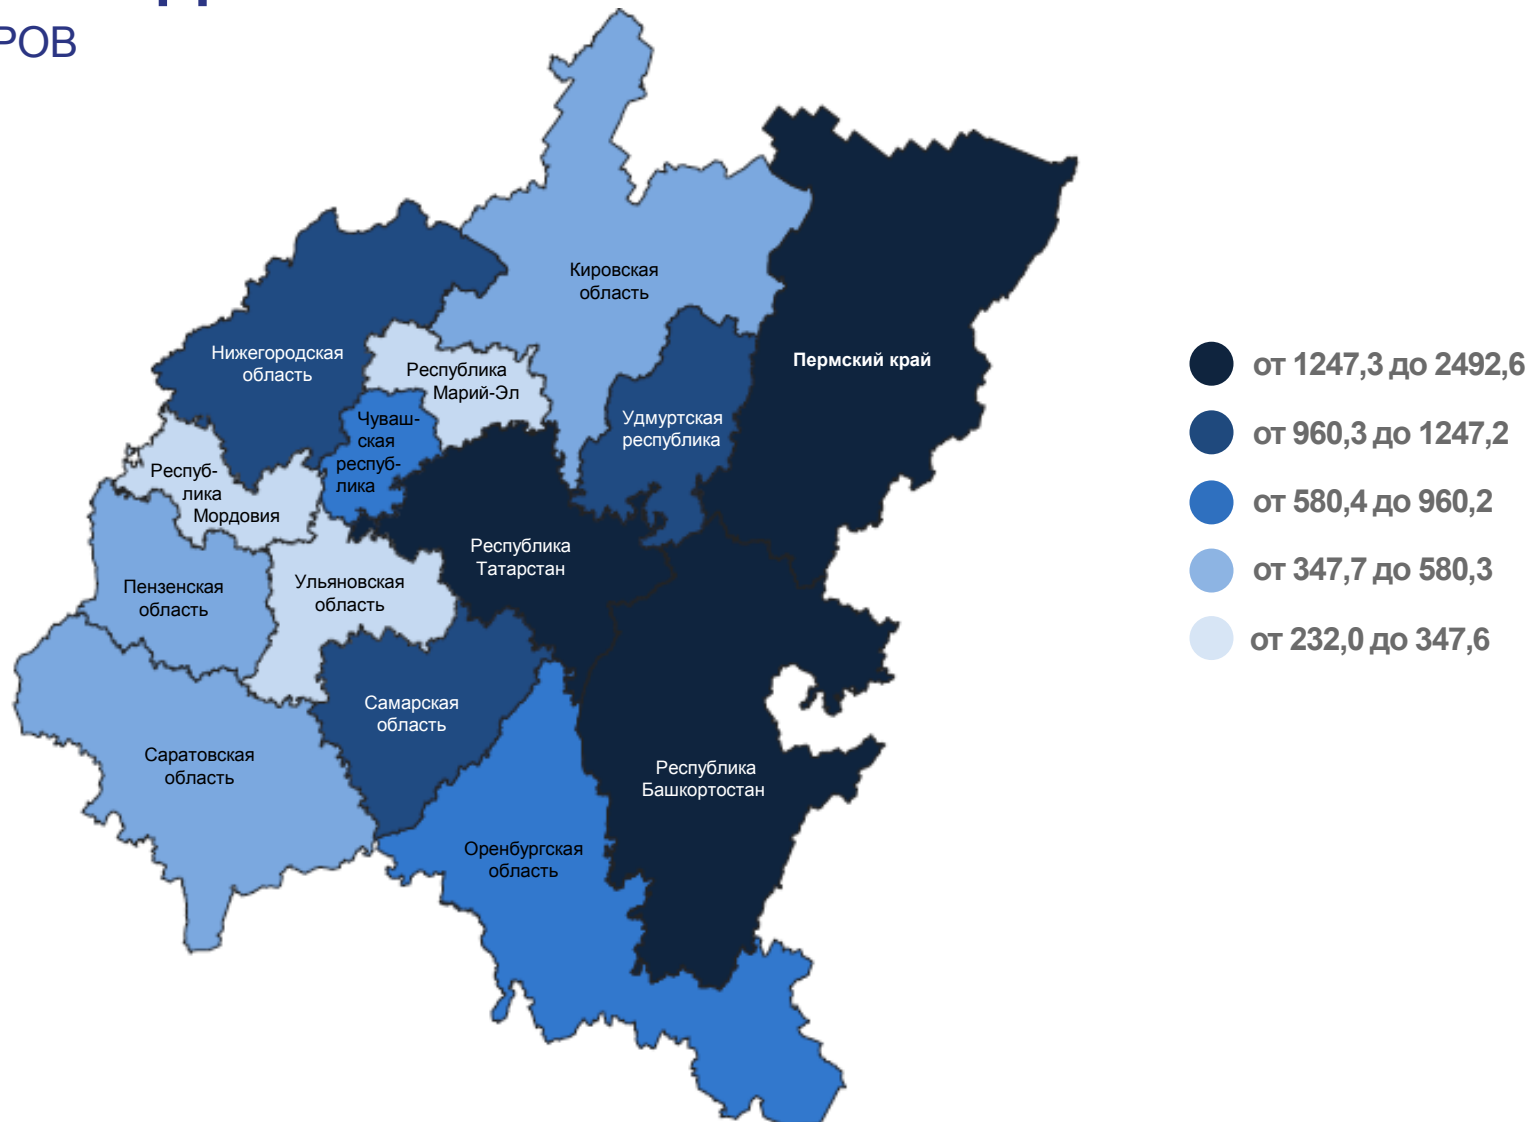 РОВ
Кировская
область
Нижегородская
область
Республика
Марий-Эл
Пермский край
Чуваш-
ская
респуб-
лика
Удмуртская
республика
Респуб-
лика
Мордовия
Республика
Татарстан
Пензенская
область
Ульяновская
область
Самарская
область
Саратовская
область
Республика
Башкортостан
Оренбургская
область
от 1247,3 до 2492,6
от 960,3 до 1247,2
от 580,4 до 960,2
от 347,7 до 580,3
от 232,0 до 347,6